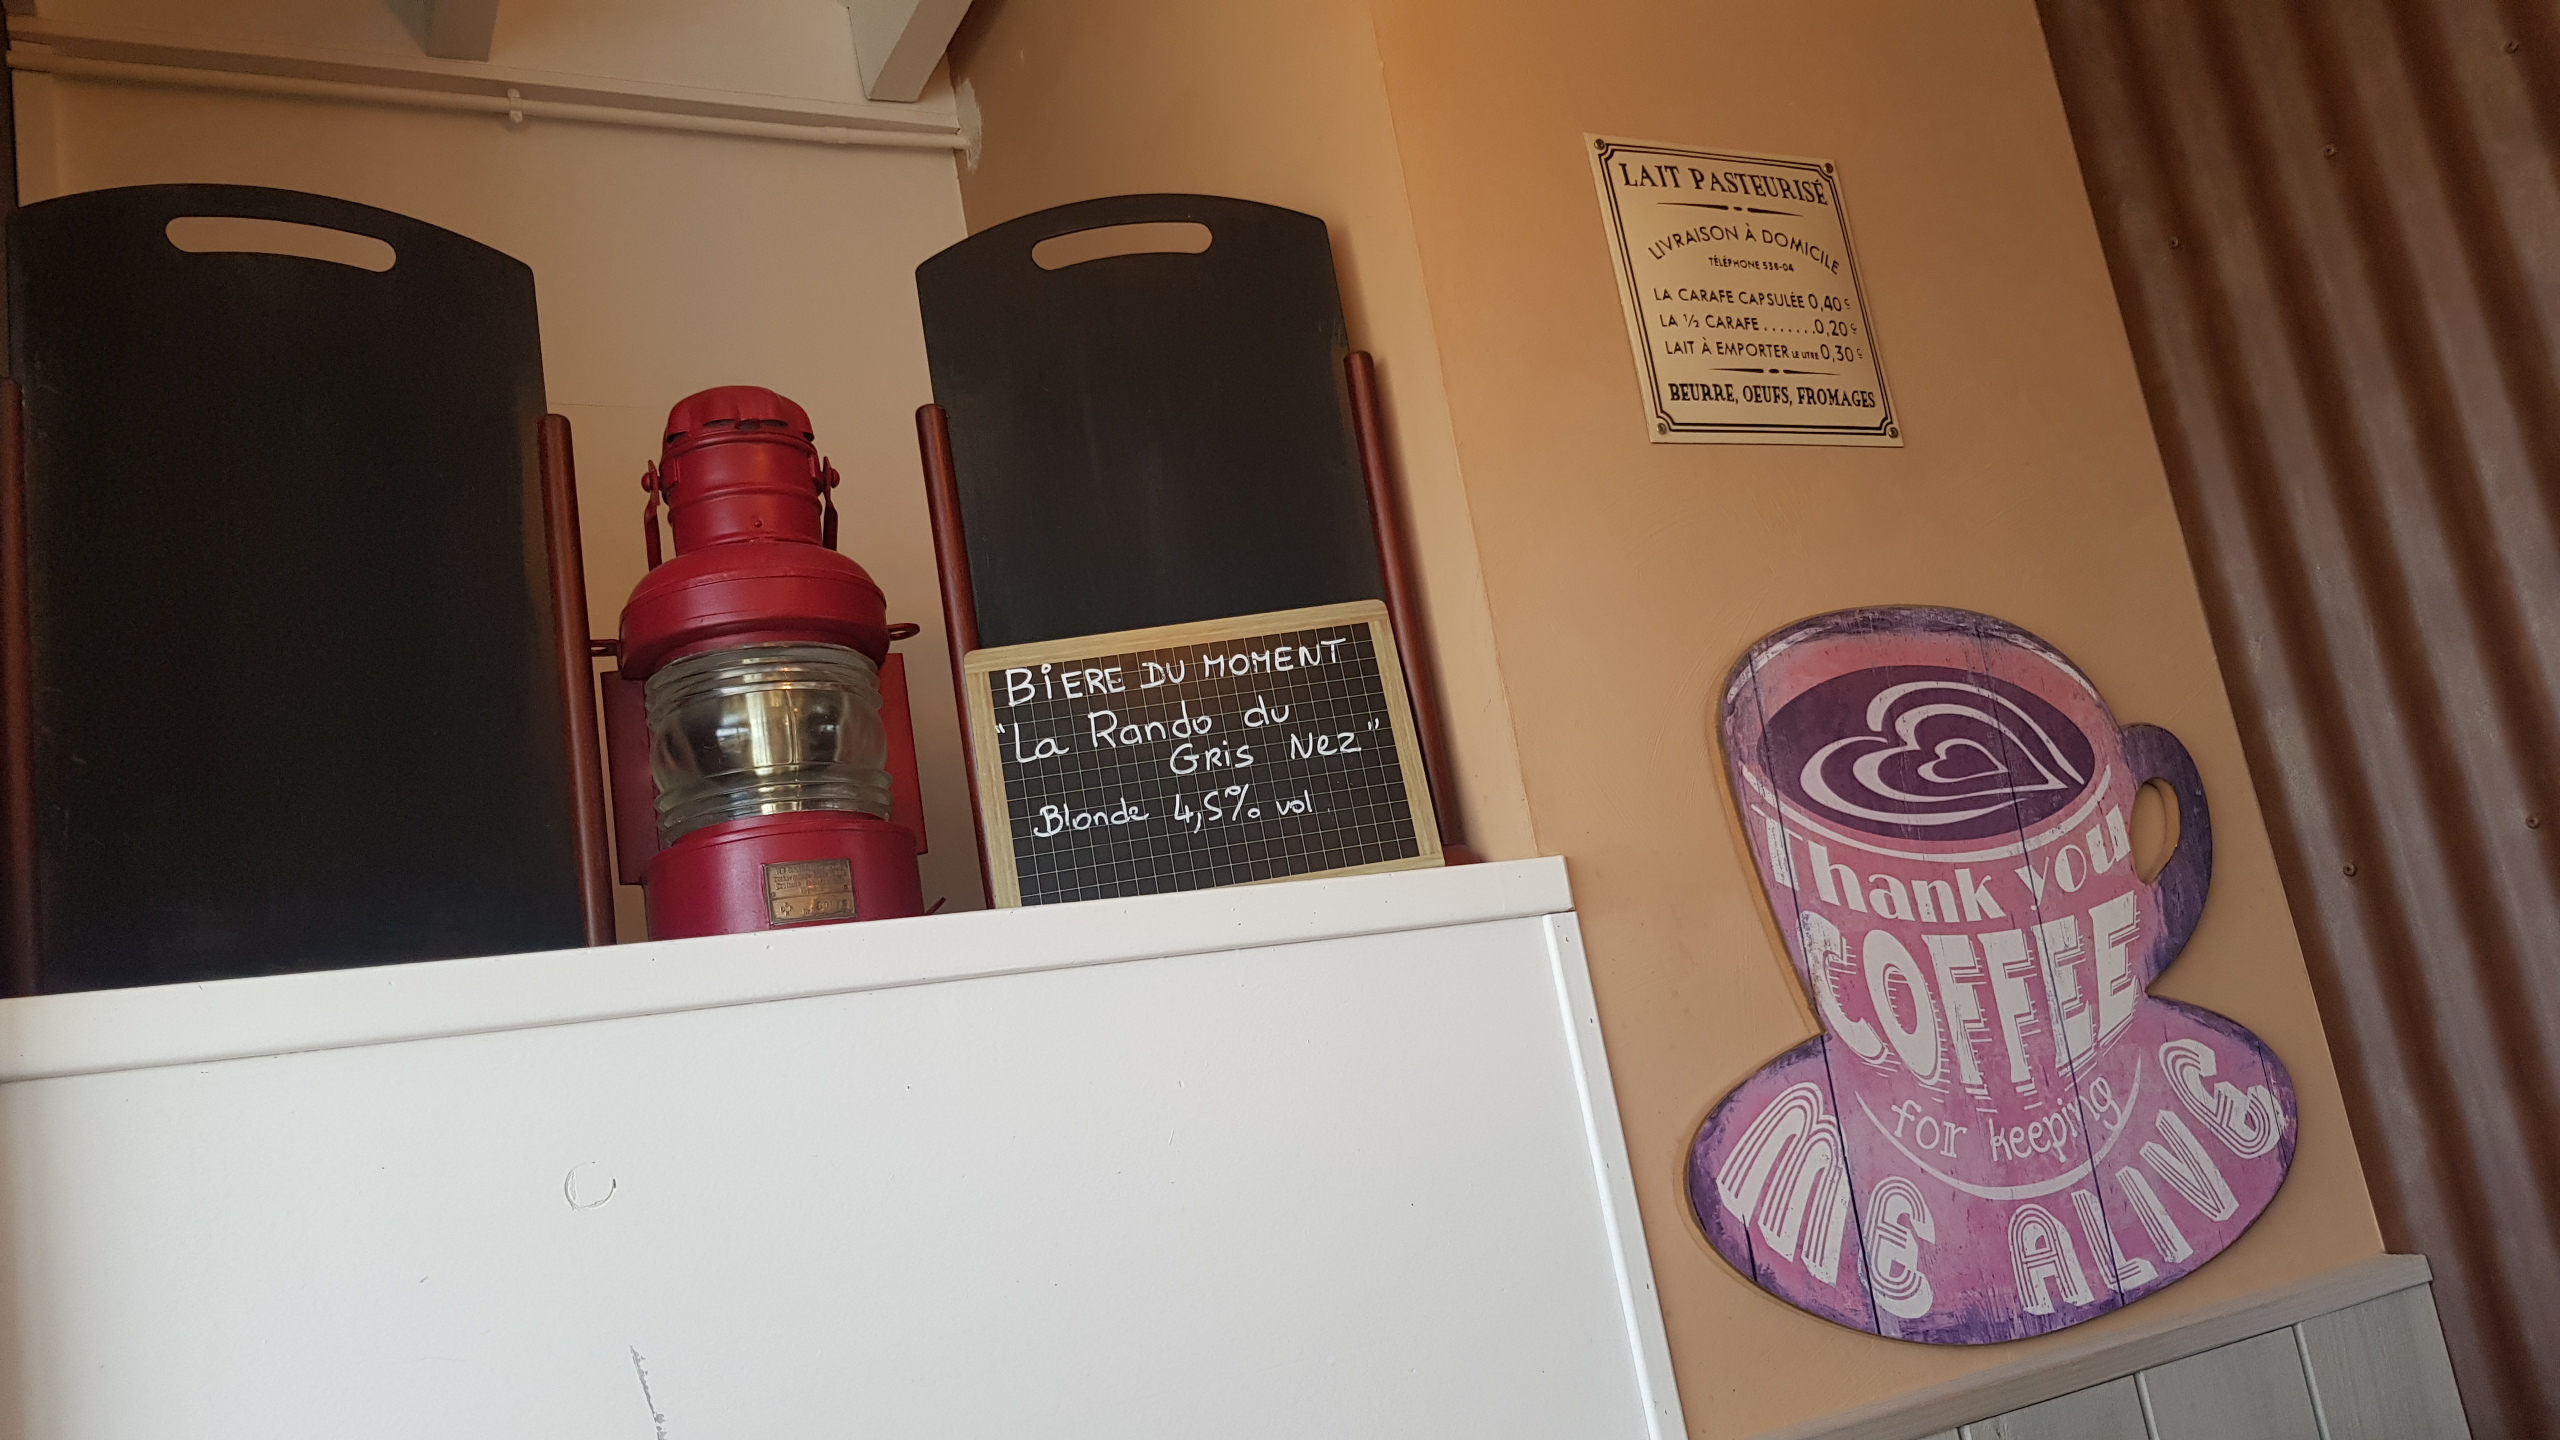 BiERE DU MOMENT
"La Rando du
Gris Nez"
Blonde 4,5% vol.
LAIT PASTEURISÉ
LIVRAISON À DOMICILE
TÉLÉPHONE 536-04
LA CARAFE CAPSULÉE 0,40 c
LA ½ CARAFE.......0,20 c
LAIT À EMPORTER LE LITRE 0,30 c
BEURRE, OEUFS, FROMAGES
Thank you
COFFEE
for keeping
ME ALIVE